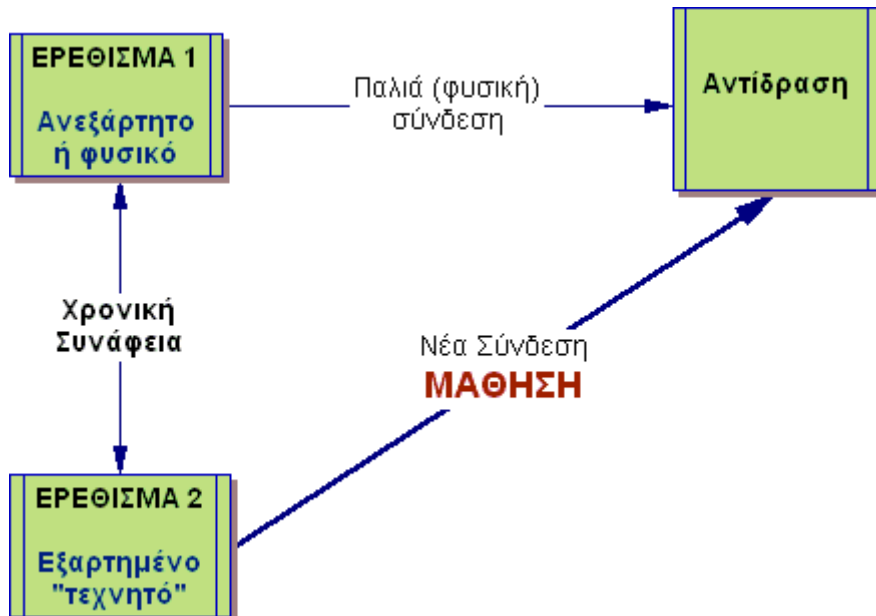 ΕΡΕΘΙΣΜΑ 1
Ανεξάρτητο
ή φυσικό
Παλιά (φυσική)
σύνδεση
Αντίδραση
Χρονική
Συνάφεια
Νέα Σύνδεση
ΜΑΘΗΣΗ
ΕΡΕΘΙΣΜΑ 2
Εξαρτημένο
"τεχνητό"